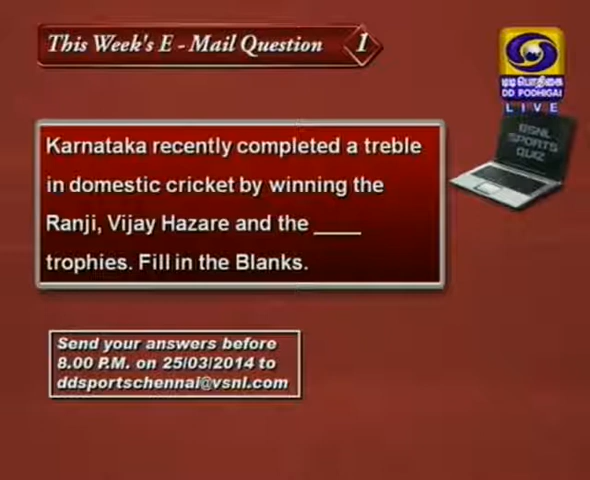 This Week's E - Mail Question 1
டிடி பொதிகை
DD PODHIGAI
LIVE
BSNL
SPORTS
QUIZ
Karnataka recently completed a treble
in domestic cricket by winning the
Ranji, Vijay Hazare and the ____
trophies. Fill in the Blanks.
Send your answers before
8.00 P.M. on 25/03/2014 to
ddsportschennai@vsnl.com